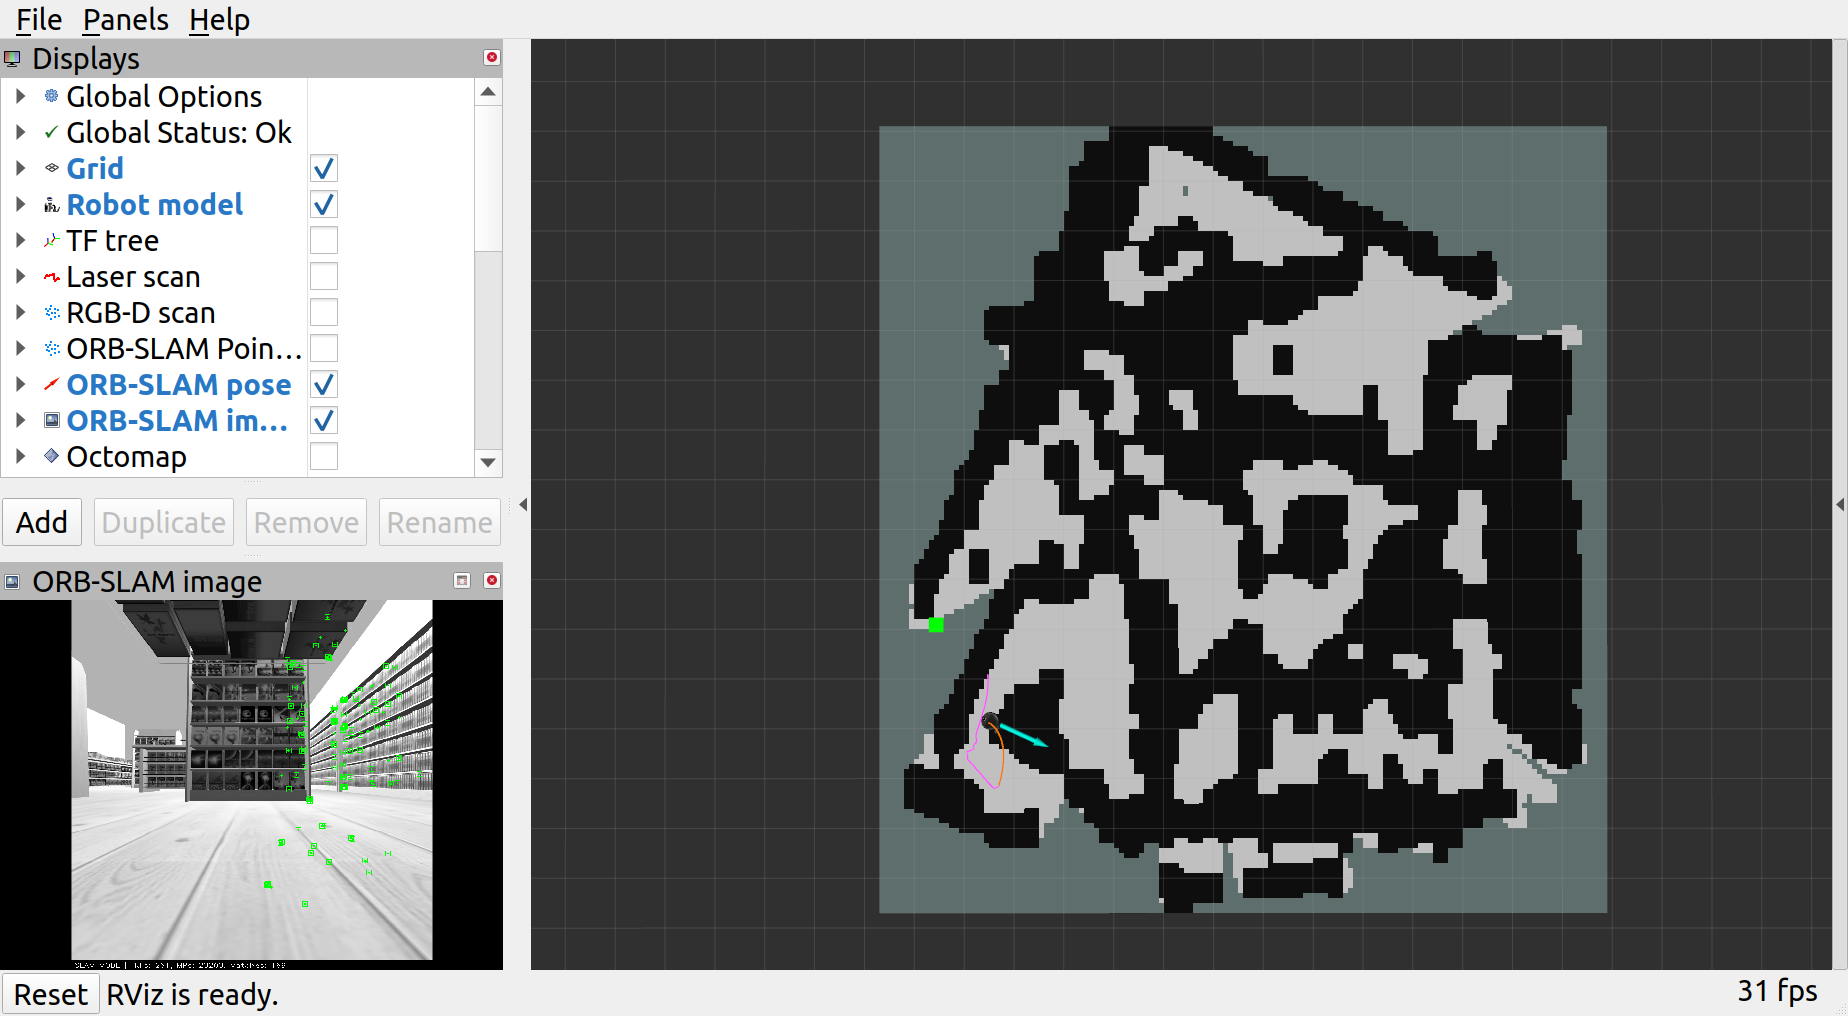 File Panels Help
Displays
Global Options
Global Status: Ok
Grid
Robot model
TF tree
Laser scan
RGB-D scan
ORB-SLAM Poin...
ORB-SLAM pose
ORB-SLAM im...
Octomap
Add Duplicate Remove Rename
ORB-SLAM image
SLAM MODE |
Reset RViz is ready. 31 fps